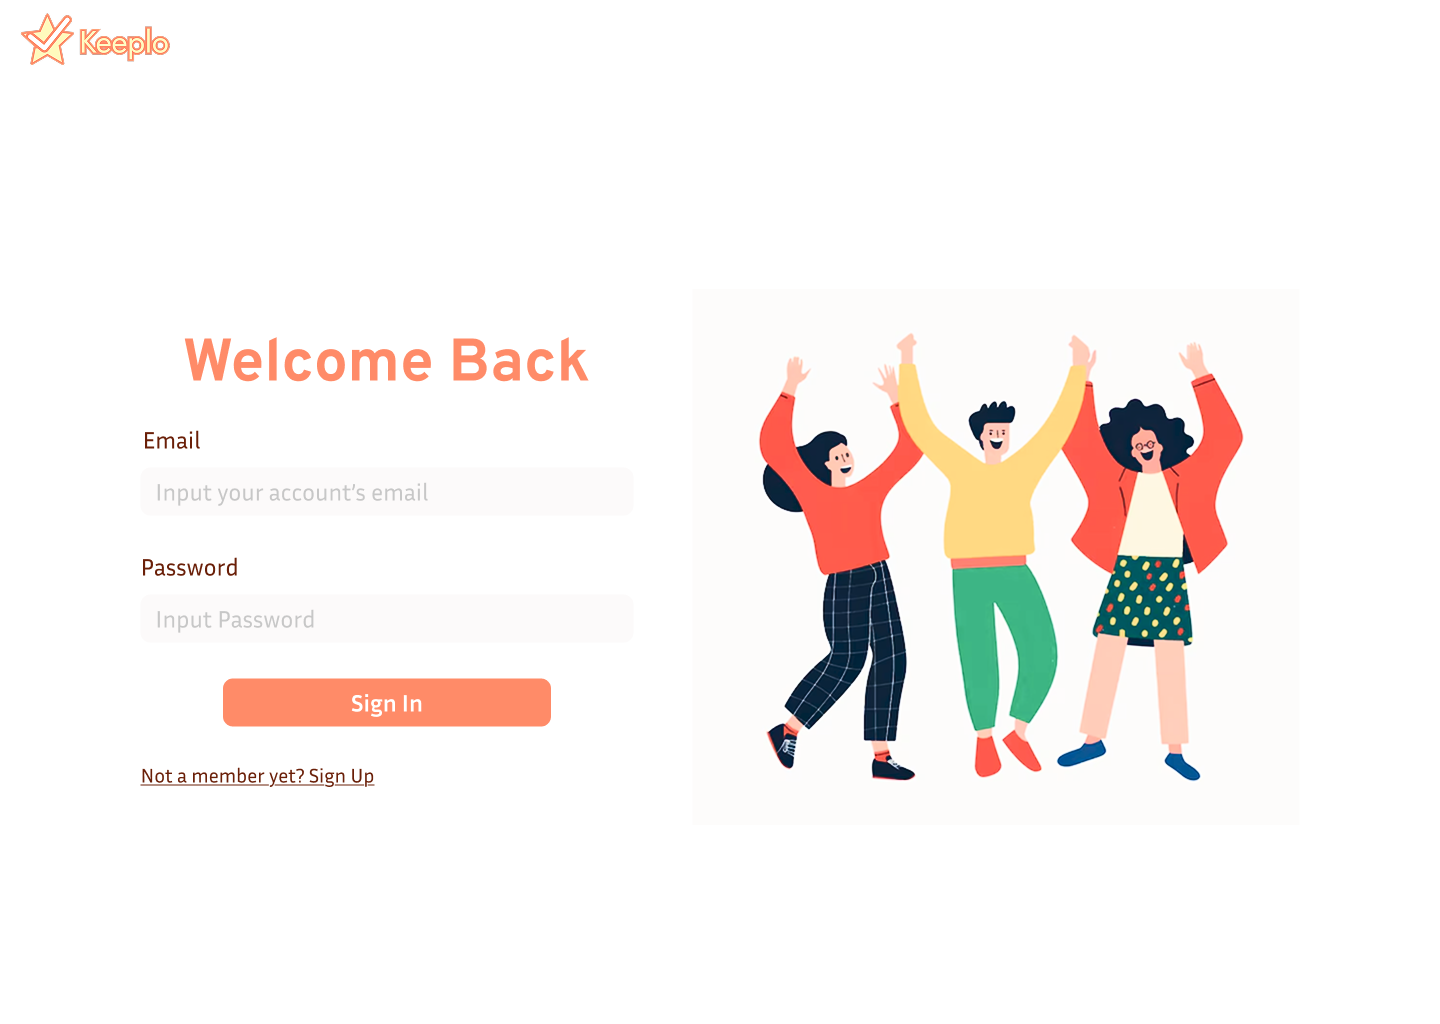 Keeplo
Welcome Back
Email
Input your account’s email
Password
Input Password
Sign In
Not a member yet? Sign Up